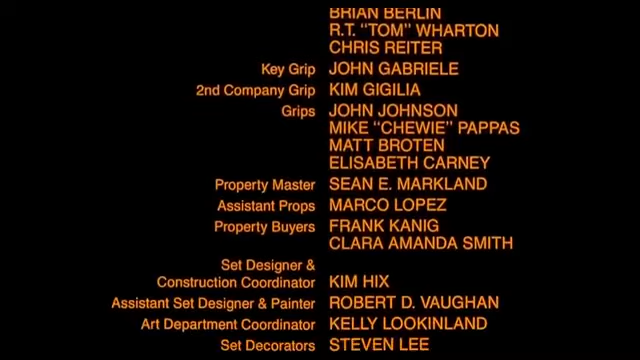 BRIAN BERLIN
R.T. “TOM” WHARTON
CHRIS REITER
Key Grip JOHN GABRIELE
2nd Company Grip KIM GIGILIA
Grips JOHN JOHNSON
MIKE “CHEWIE” PAPPAS
MATT BROTEN
ELISABETH CARNEY
Property Master SEAN E. MARKLAND
Assistant Props MARCO LOPEZ
Property Buyers FRANK KANIG
CLARA AMANDA SMITH
Set Designer &
Construction Coordinator KIM HIX
Assistant Set Designer & Painter ROBERT D. VAUGHAN
Art Department Coordinator KELLY LOOKINLAND
Set Decorators STEVEN LEE